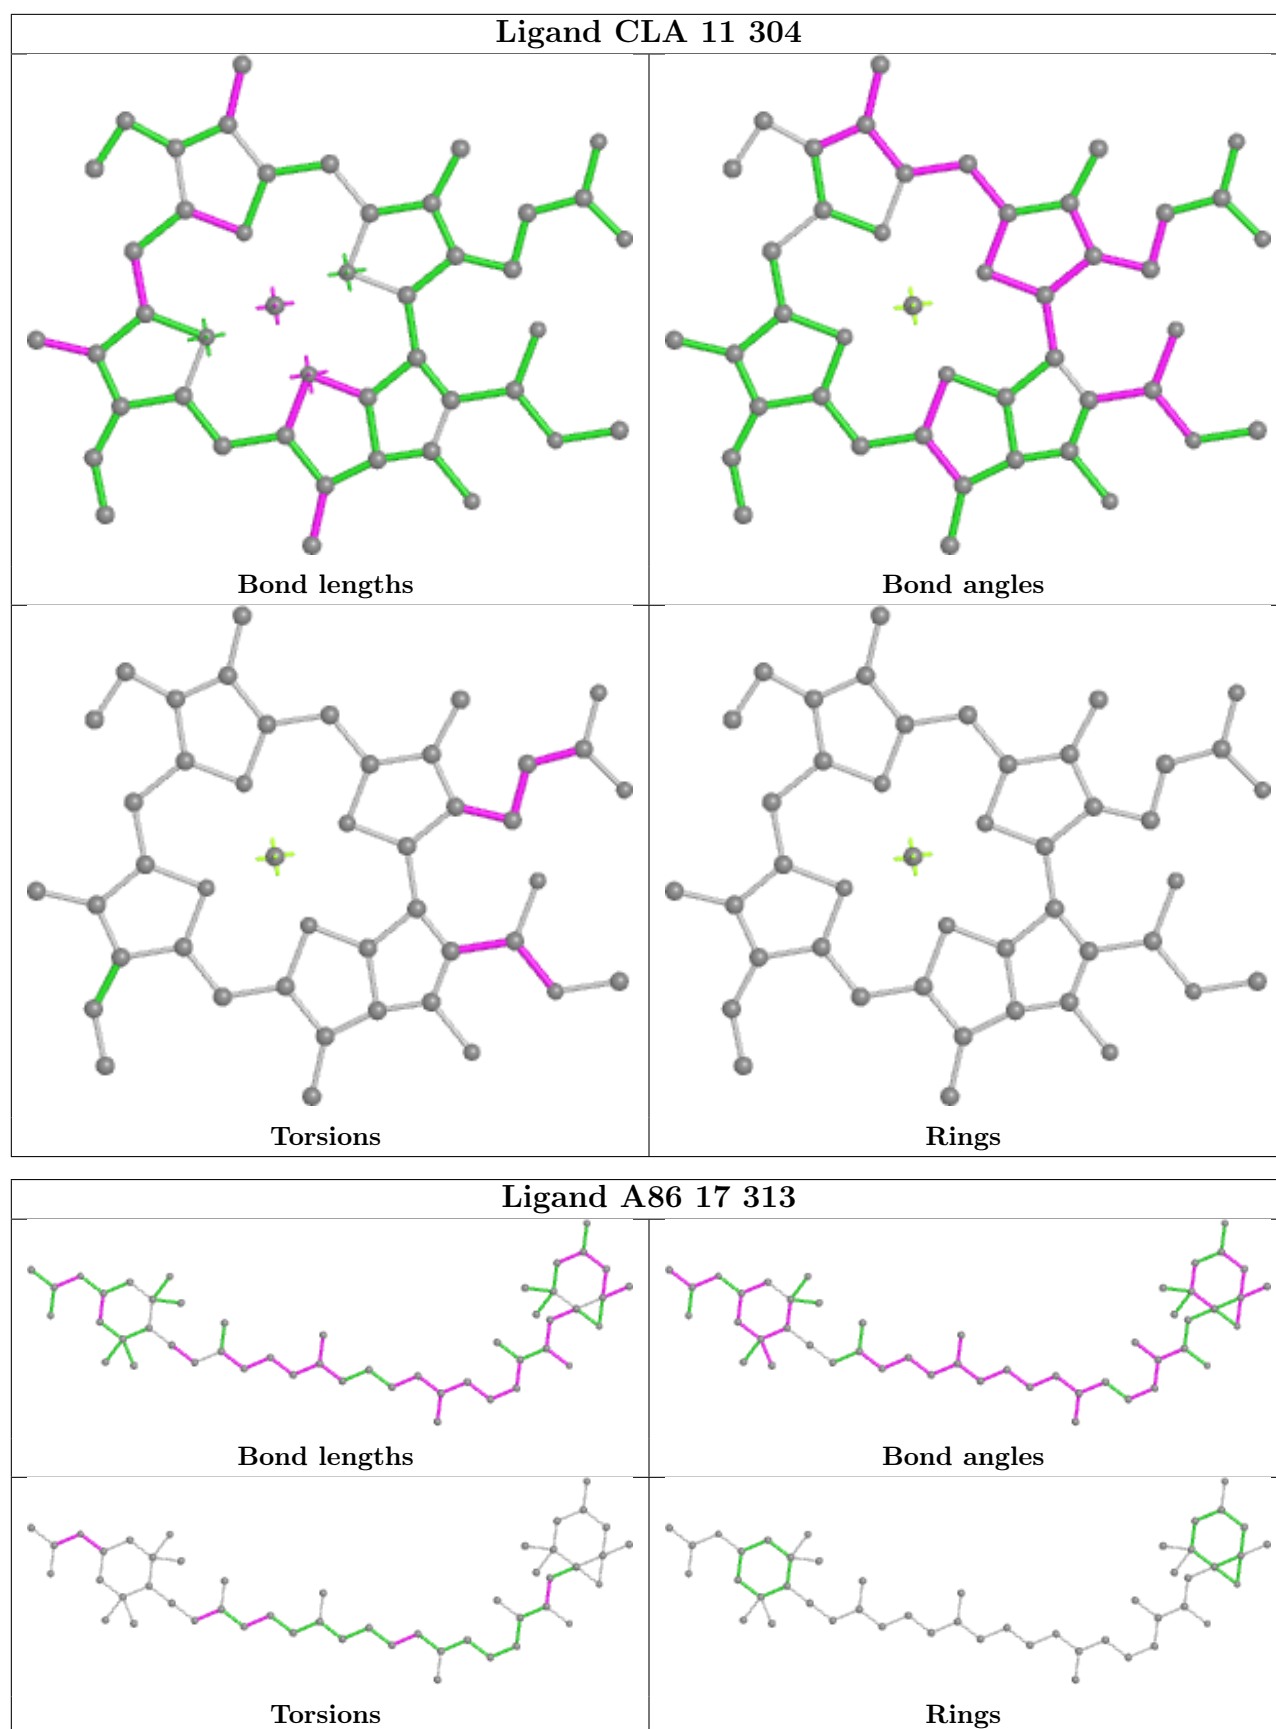 Ligand CLA 11 304
Bond lengths
Bond angles
Torsions
Rings
Ligand A86 17 313
Bond lengths
Bond angles
Torsions
Rings